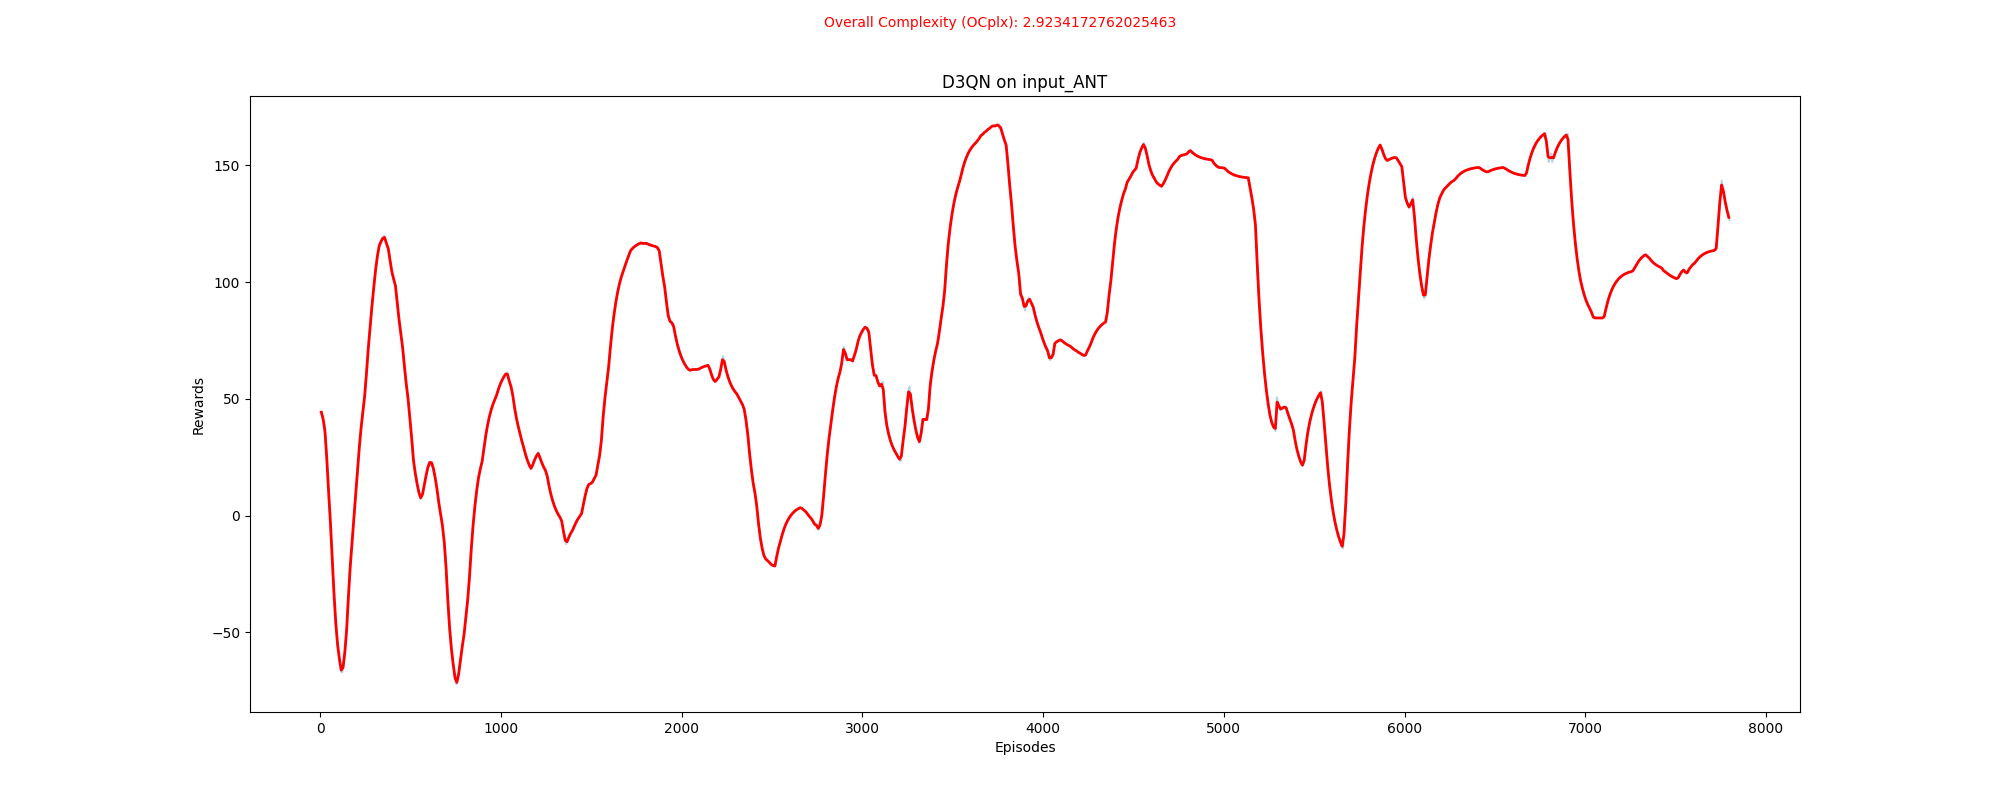 Overall Complexity (OCplx): 2.9234172762025463
D3QN on input_ANT
150
100
50
0
−50
Rewards
0 1000 2000 3000 4000 5000 6000 7000 8000
Episodes